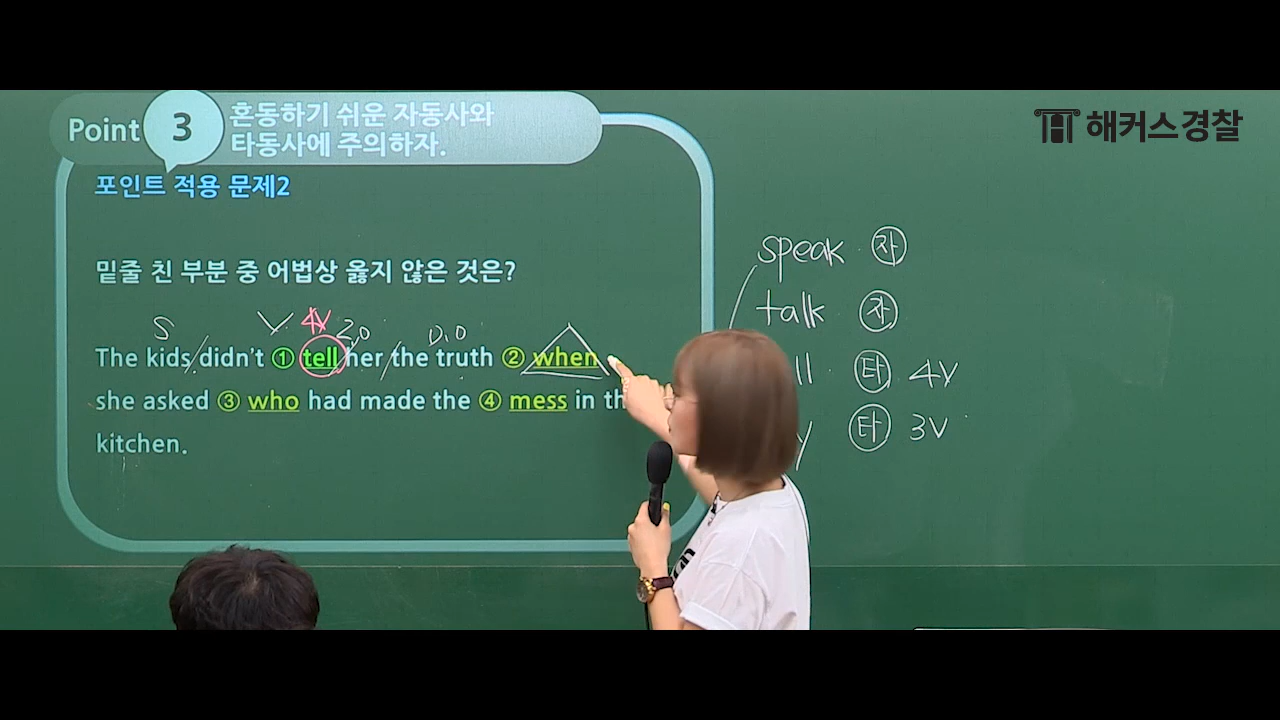 해커스경찰
Point 3 혼동하기 쉬운 자동사와
타동사에 주의하자.
포인트 적용 문제2
밑줄 친 부분 중 어법상 옳지 않은 것은?
S V 4V I.O D.O
The kids didn't ① tell her the truth ② when
she asked ③ who had made the ④ mess in th
kitchen.
speak 자
talk 자
ll 타 4V
y 타 3V